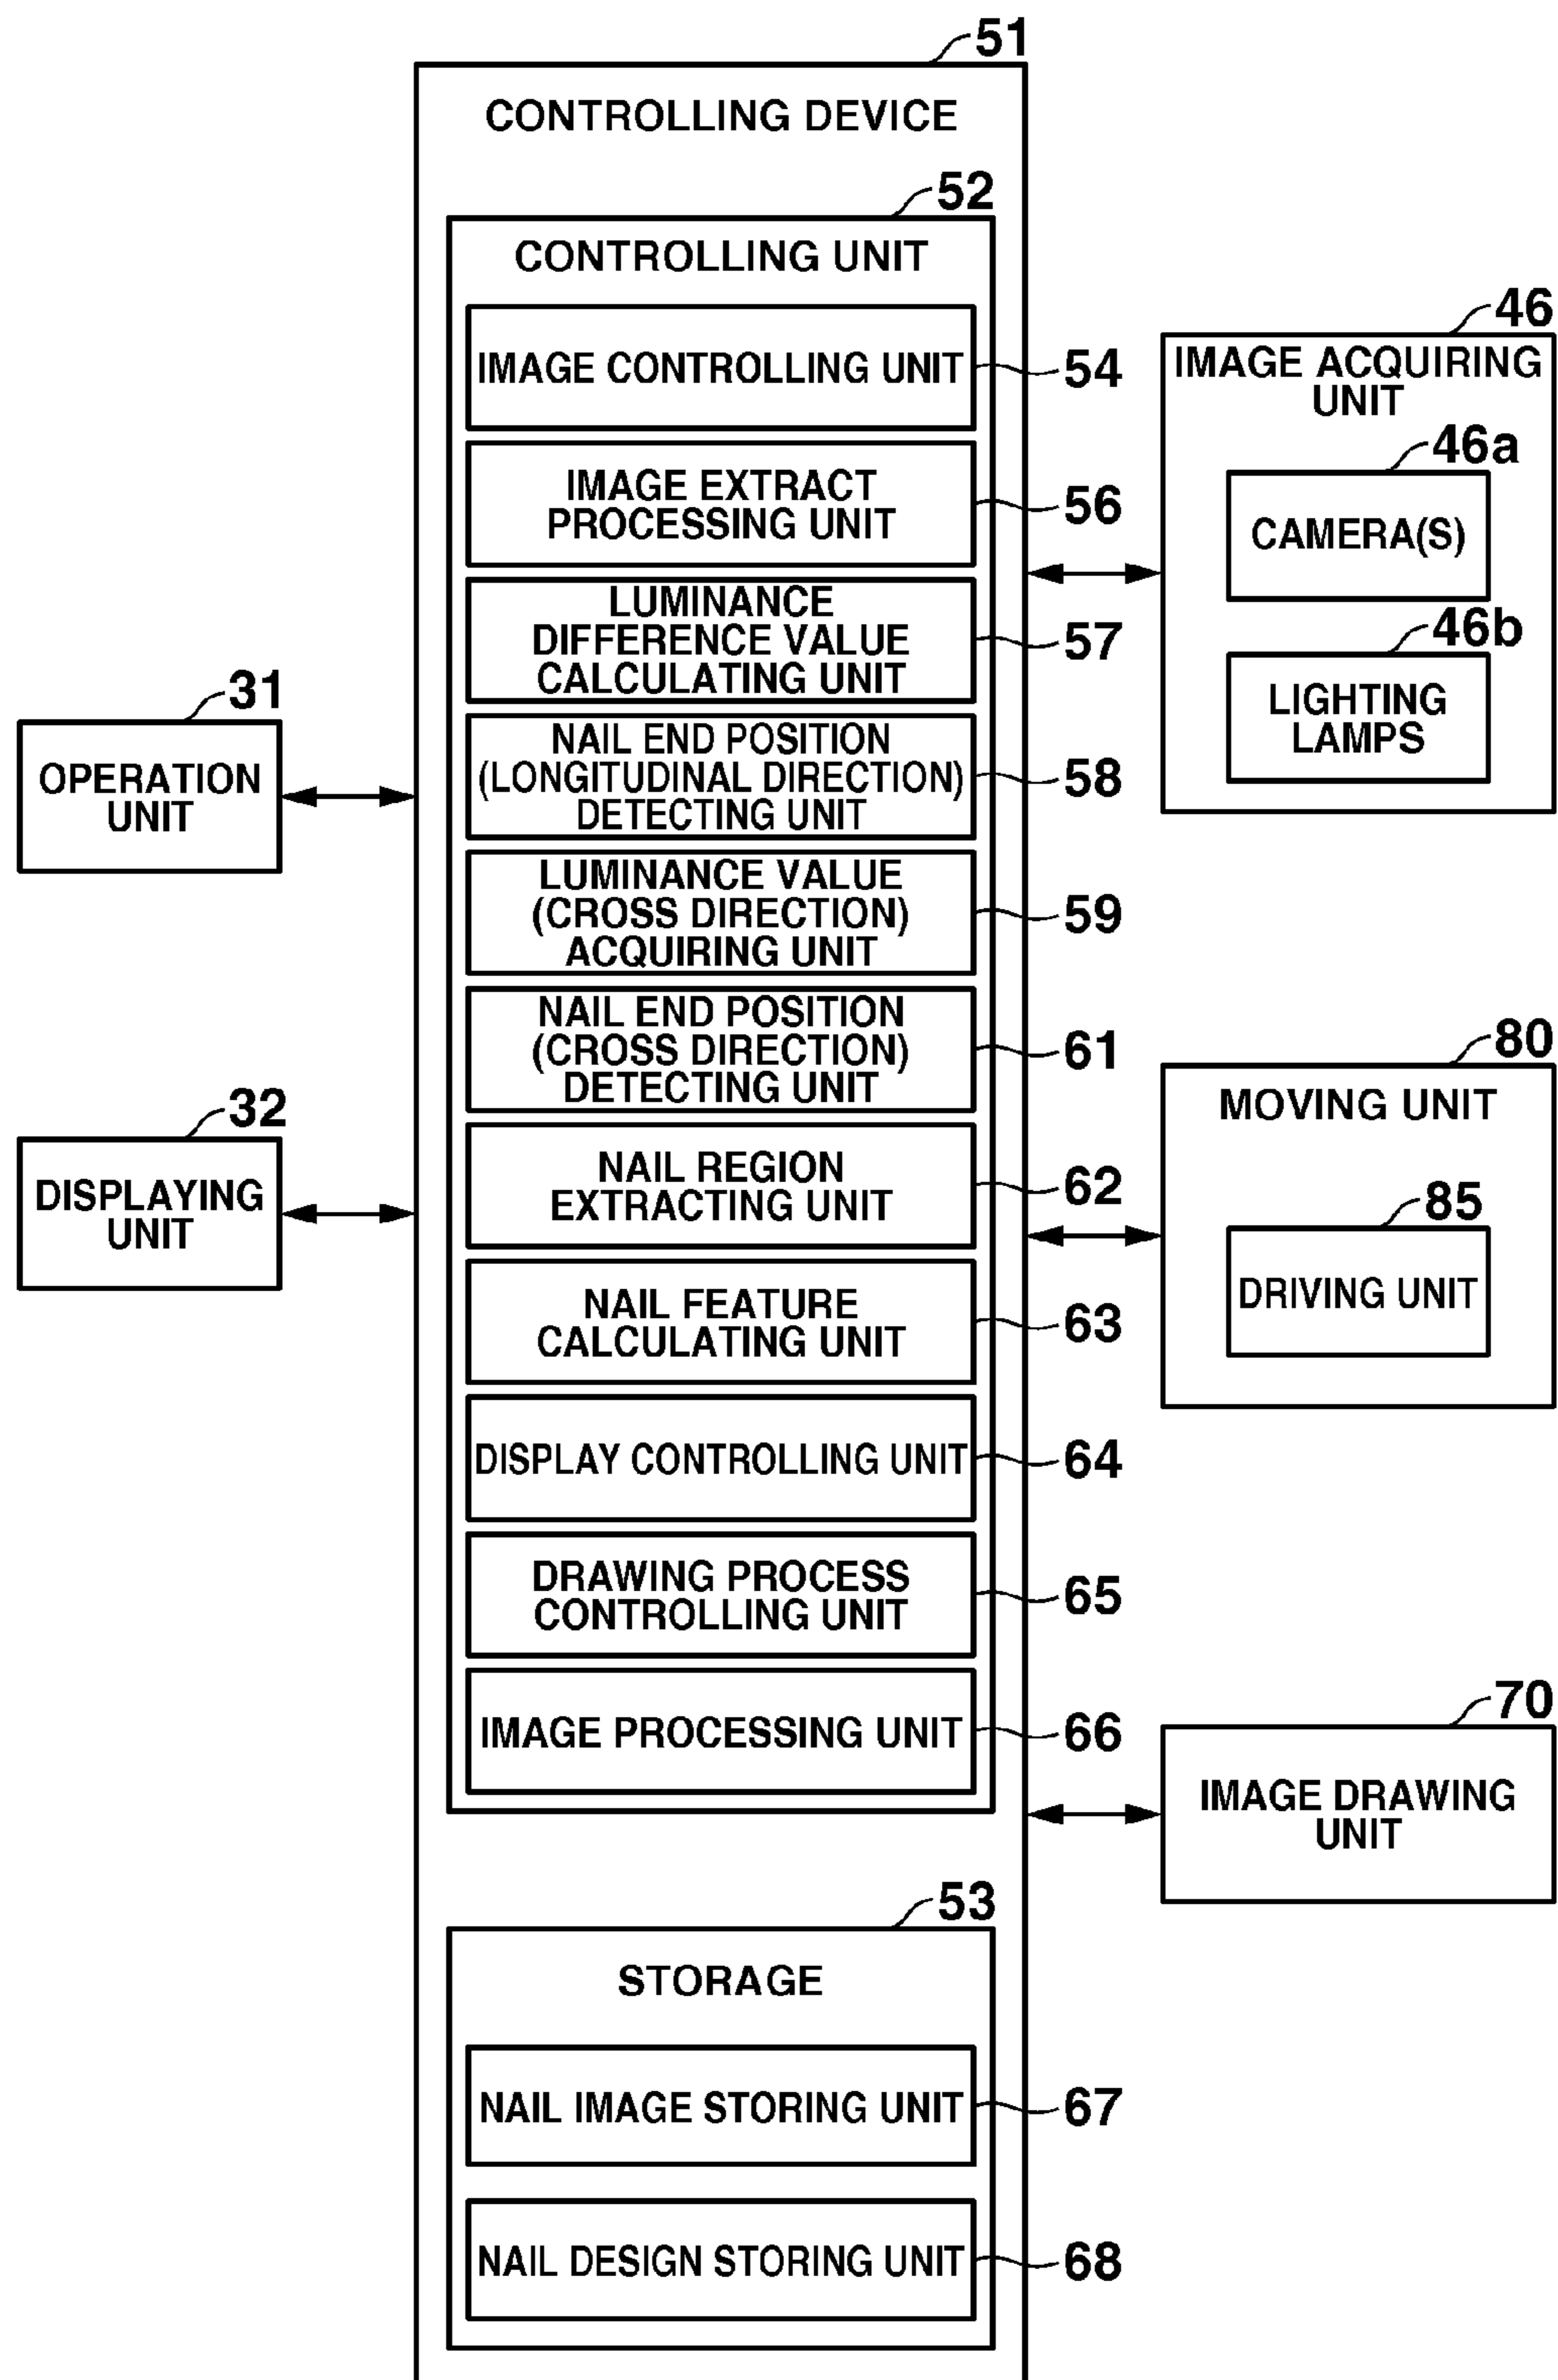 51
CONTROLLING DEVICE
52
CONTROLLING UNIT
IMAGE CONTROLLING UNIT
54
IMAGE EXTRACT
PROCESSING UNIT
56
LUMINANCE
DIFFERENCE VALUE
CALCULATING UNIT
57
NAIL END POSITION
(LONGITUDINAL DIRECTION)
DETECTING UNIT
58
LUMINANCE VALUE
(CROSS DIRECTION)
ACQUIRING UNIT
59
NAIL END POSITION
(CROSS DIRECTION)
DETECTING UNIT
61
NAIL REGION
EXTRACTING UNIT
62
NAIL FEATURE
CALCULATING UNIT
63
DISPLAY CONTROLLING UNIT
64
DRAWING PROCESS
CONTROLLING UNIT
65
IMAGE PROCESSING UNIT
66
53
STORAGE
NAIL IMAGE STORING UNIT
67
NAIL DESIGN STORING UNIT
68
31
OPERATION
UNIT
32
DISPLAYING
UNIT
46
IMAGE ACQUIRING
UNIT
46a
CAMERA(S)
46b
LIGHTING
LAMPS
80
MOVING UNIT
85
DRIVING UNIT
70
IMAGE DRAWING
UNIT